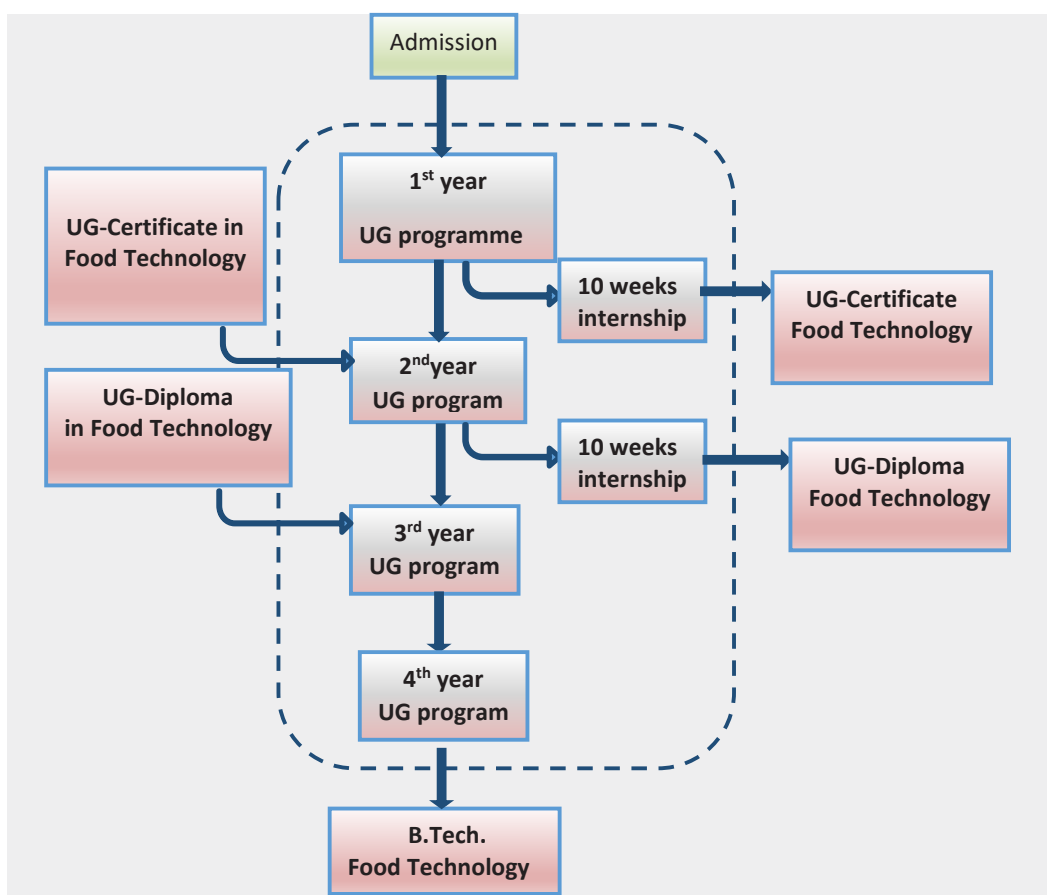 Admission
1st year
UG programme
UG-Certificate in
Food Technology
10 weeks
internship
UG-Certificate
Food Technology
2nd year
UG program
UG-Diploma
in Food Technology
10 weeks
internship
UG-Diploma
Food Technology
3rd year
UG program
4th year
UG program
B.Tech.
Food Technology